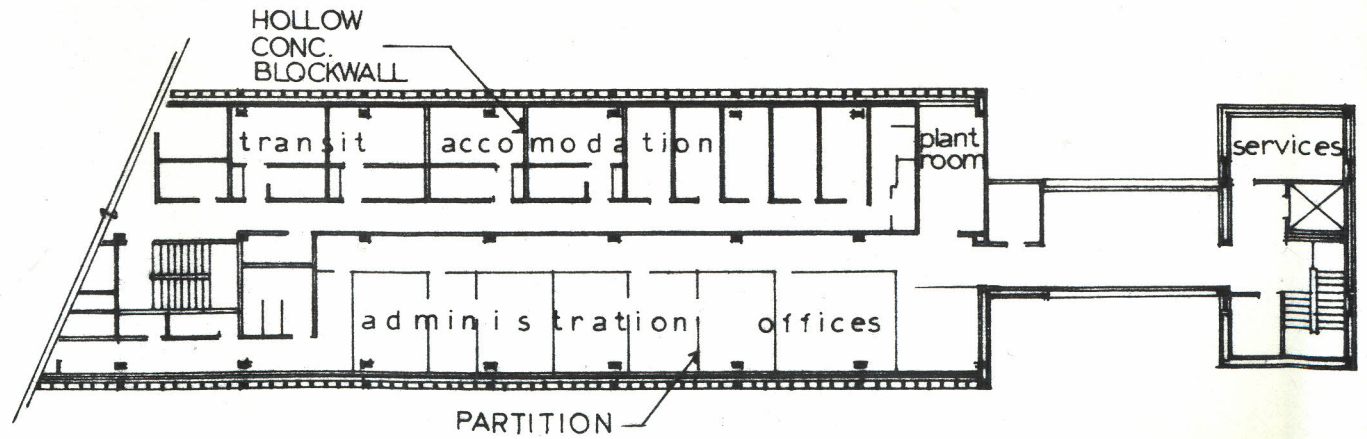 HOLLOW
CONC.
BLOCKWALL
transit accomodation
plant
room
services
administration offices
PARTITION